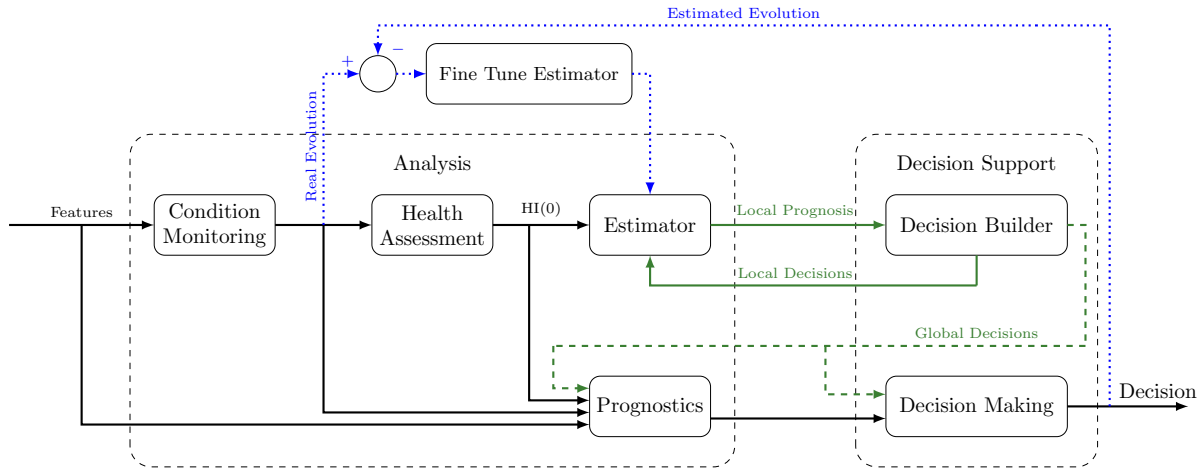 Estimated Evolution
+
−
Fine Tune Estimator
Real Evolution
Analysis
Decision Support
Features
Condition
Monitoring
Health
Assessment
HI(0)
Estimator
Local Prognosis
Decision Builder
Local Decisions
Global Decisions
Prognostics
Decision Making
Decision